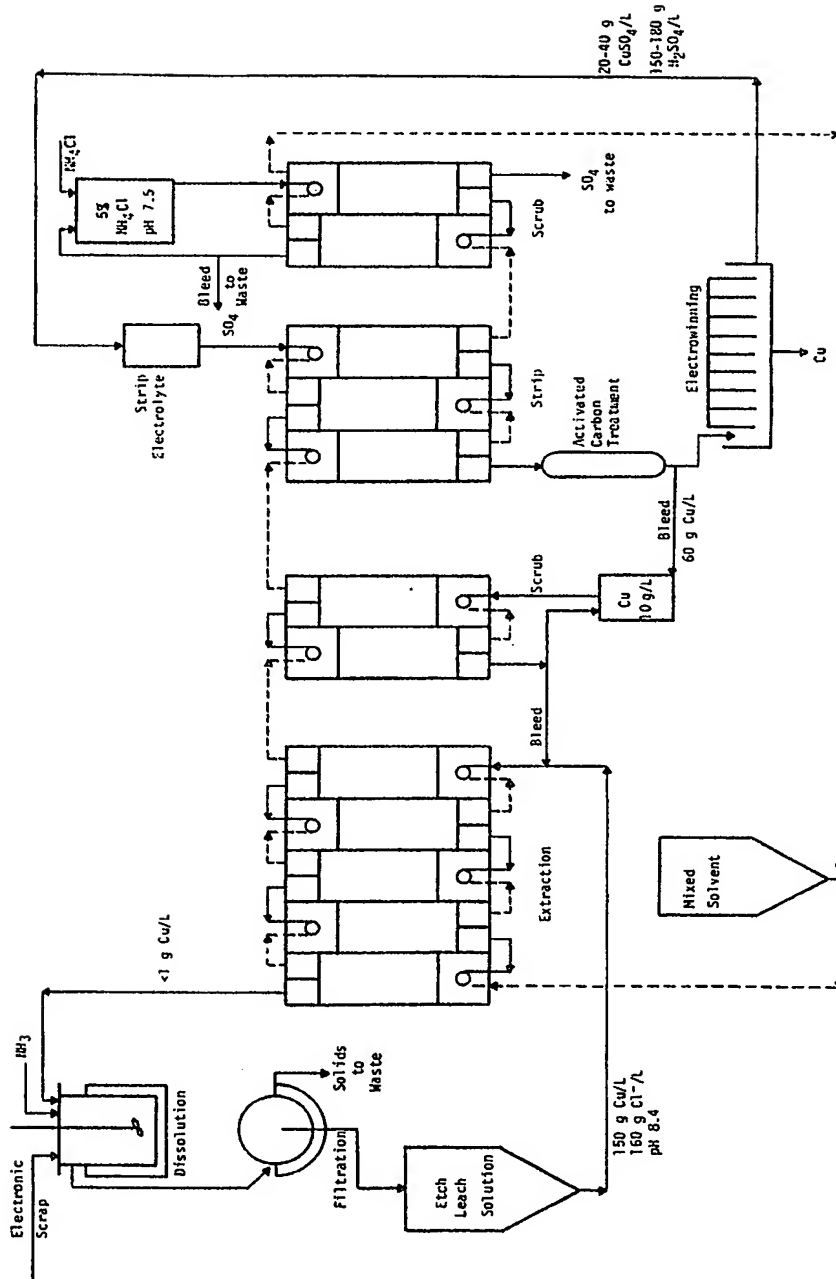 Electronic
Scrap
NH3
Dissolution
Filtration
Solids
to
Waste
Etch
Leach
Solution
150 g Cu/L
160 g Cl⁻/L
pH 8.4
<1 g Cu/L
Extraction
Mixed
Solvent
Bleed
Scrub
Cu
10 g/L
Bleed
60 g Cu/L
Strip
Electrolyte
Strip
Activated
Carbon
Treatment
Electrowinning
Cu
NH4Cl
5%
NH4Cl
pH 7.5
Bleed
to
Waste
SO4
Scrub
SO4
to waste
20-40 g
CuSO4/L
150-180 g
H2SO4/L